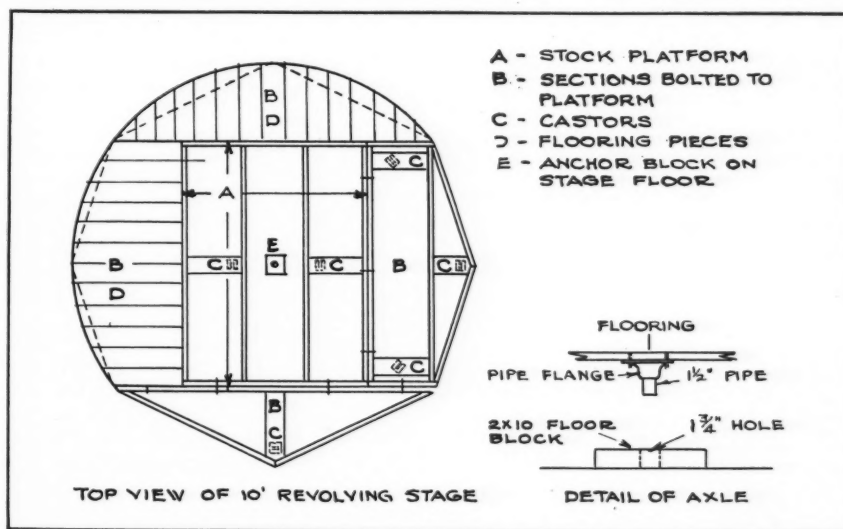 A - STOCK PLATFORM
B - SECTIONS BOLTED TO
PLATFORM
C - CASTORS
D - FLOORING PIECES
E - ANCHOR BLOCK ON
STAGE FLOOR
B
D
A
E
C
C
C
B
C
B
D
C
B
C
TOP VIEW OF 10' REVOLVING STAGE
FLOORING
PIPE FLANGE
1½" PIPE
2X10 FLOOR
BLOCK
1¾" HOLE
DETAIL OF AXLE